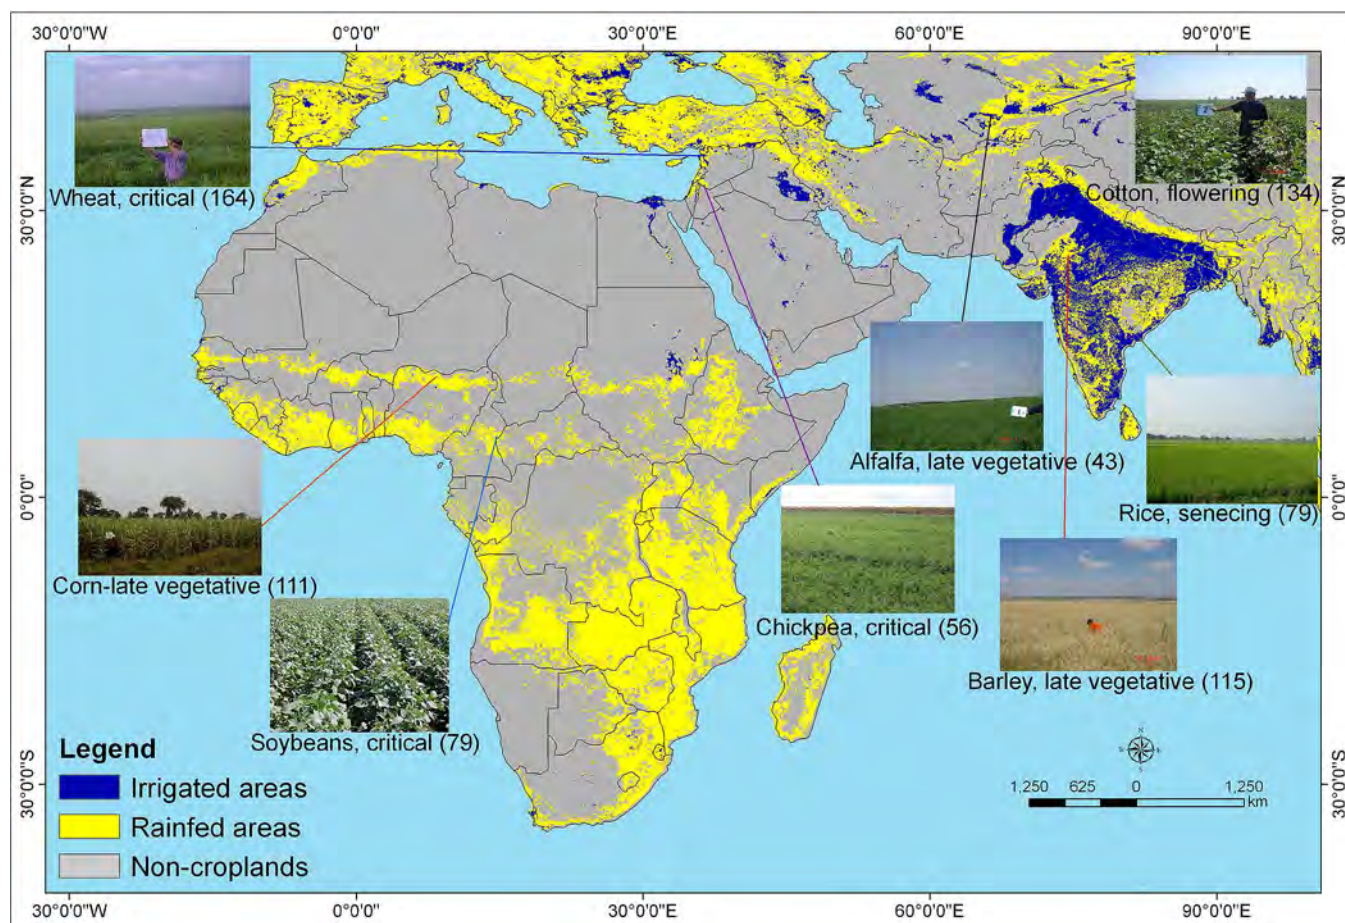 30°0'0"W
0°0'0"
30°0'0"E
60°0'0"E
90°0'0"E
30°0'0"N
0°0'0"
30°0'0"S
30°0'0"N
0°0'0"
30°0'0"S
Wheat, critical (164)
Cotton, flowering (134)
Alfalfa, late vegetative (43)
Rice, senecing (79)
Corn-late vegetative (111)
Chickpea, critical (56)
Barley, late vegetative (115)
Soybeans, critical (79)
Legend
Irrigated areas
Rainfed areas
Non-croplands
N
W E
S
1,250 625 0 1,250
km
30°0'0"W
0°0'0"
30°0'0"E
60°0'0"E
90°0'0"E